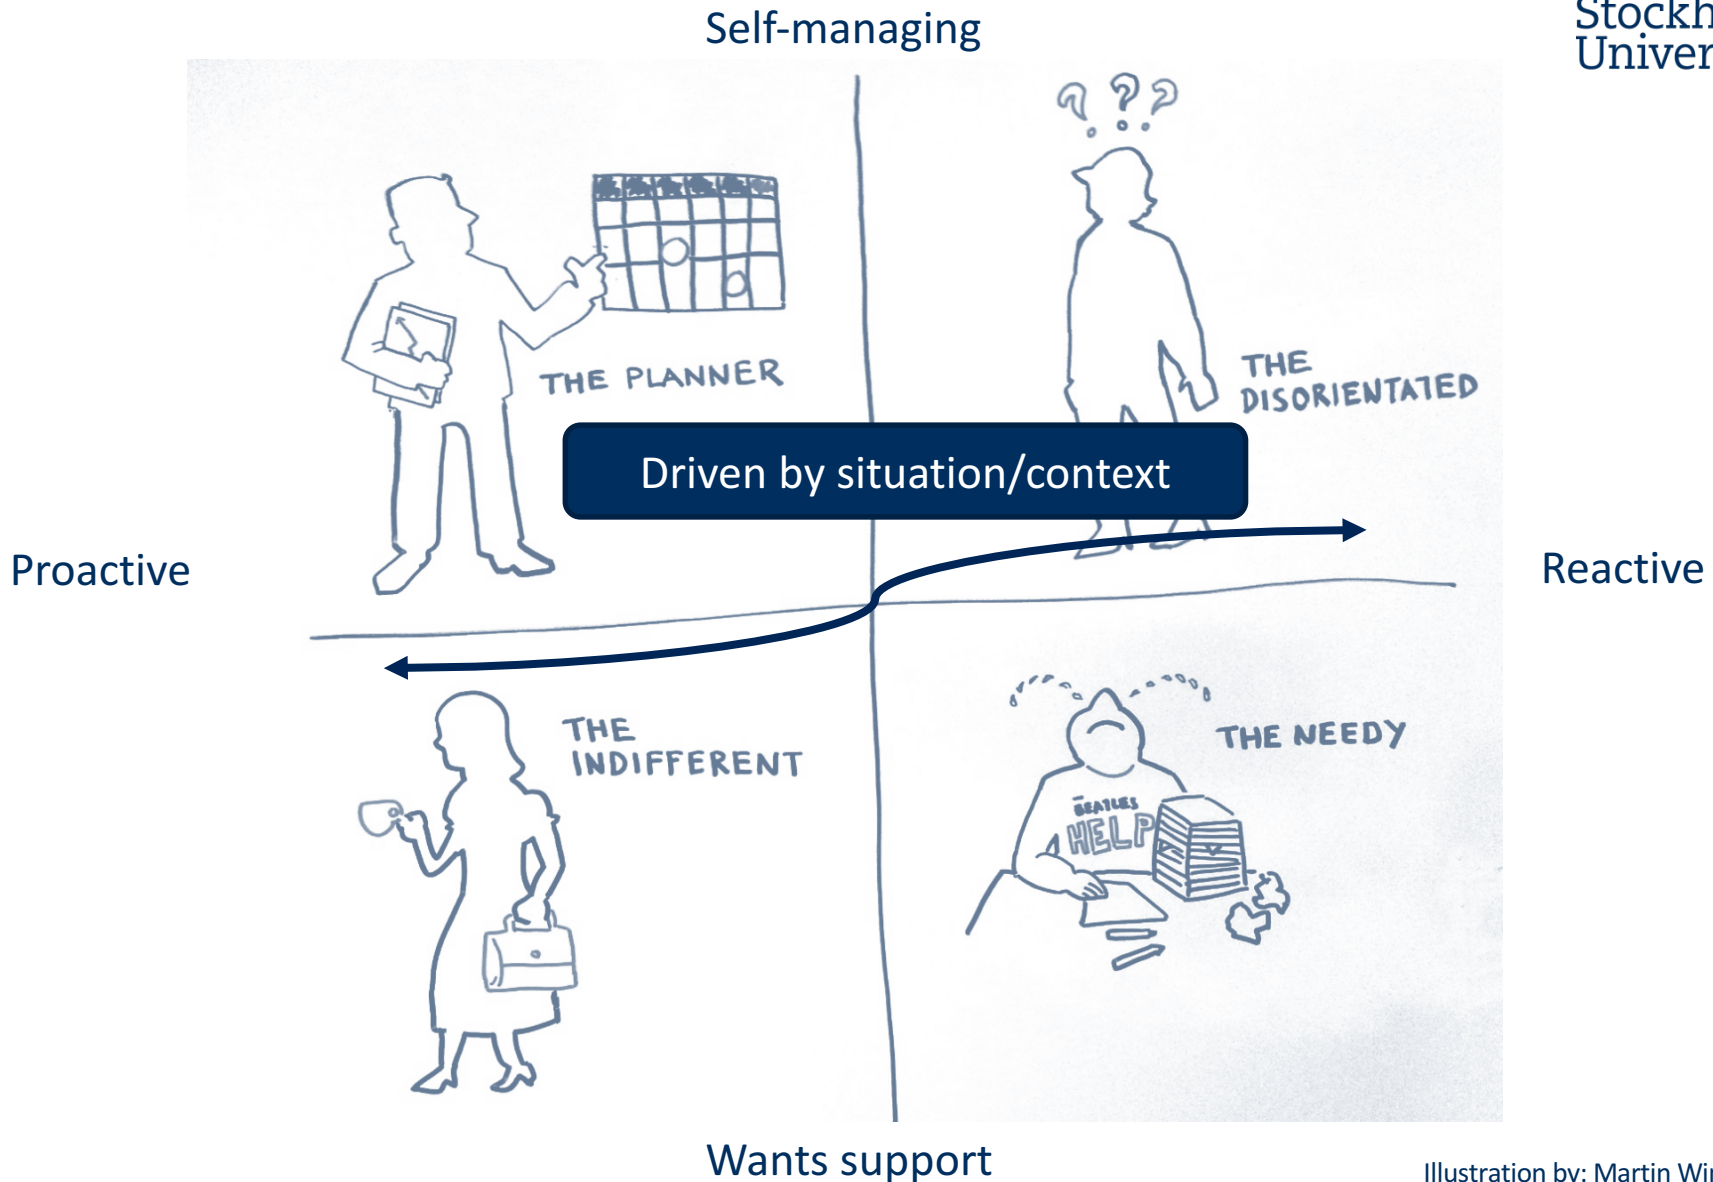 Self-managing
Stockh
Univer
THE PLANNER
THE
DISORIENTATED
Driven by situation/context
Proactive
Reactive
THE
INDIFFERENT
THE NEEDY
BEATLES
HELP
Wants support
Illustration by: Martin Wi